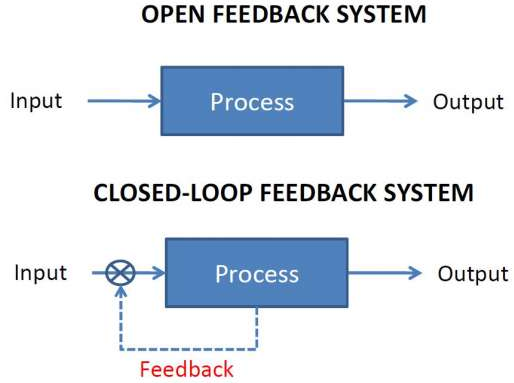 OPEN FEEDBACK SYSTEM
Input
Process
Output
CLOSED-LOOP FEEDBACK SYSTEM
Input
Process
Output
Feedback